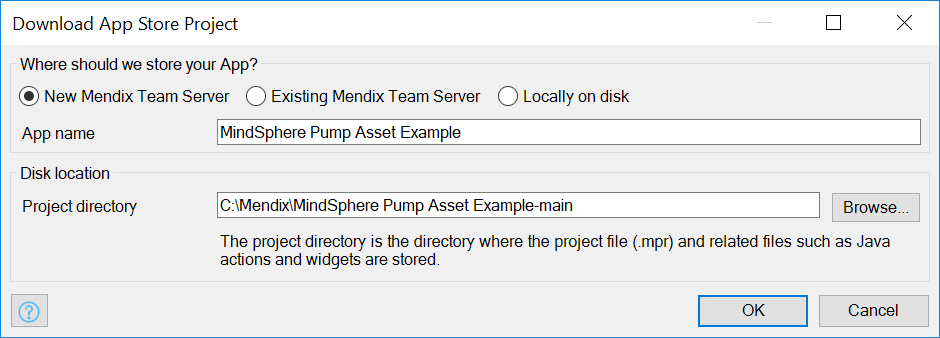 Download App Store Project
Where should we store your App?
New Mendix Team Server Existing Mendix Team Server Locally on disk
App name MindSphere Pump Asset Example
Disk location
Project directory C:\Mendix\MindSphere Pump Asset Example-main Browse...
The project directory is the directory where the project file (.mpr) and related files such as Java
actions and widgets are stored.
? OK Cancel